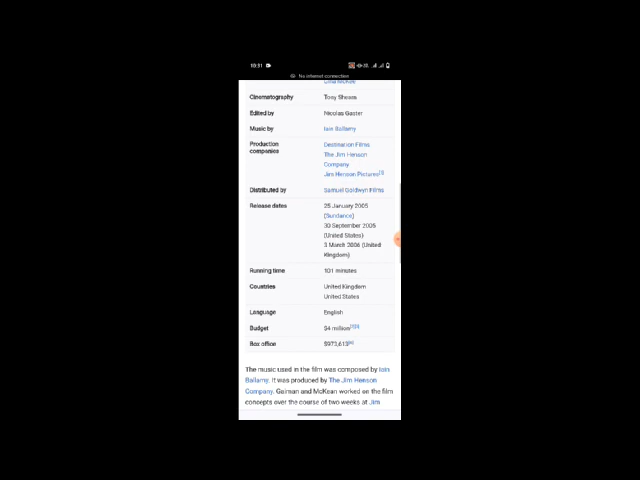 10:51
No internet connection
Cinematography Tony Shearn
Edited by Nicolas Gaster
Music by Iain Ballamy
Production companies
Destination Films
The Jim Henson
Company
Jim Henson Pictures
Distributed by Samuel Goldwyn Films
Release dates 25 January 2005
(Sundance)
30 September 2005
(United States)
3 March 2006 (United
Kingdom)
Running time 101 minutes
Countries United Kingdom
United States
Language English
Budget $4 million
Box office $973,613
The music used in the film was composed by Iain
Ballamy. It was produced by The Jim Henson
Company. Gaiman and McKean worked on the film
concepts over the course of two weeks at Jim